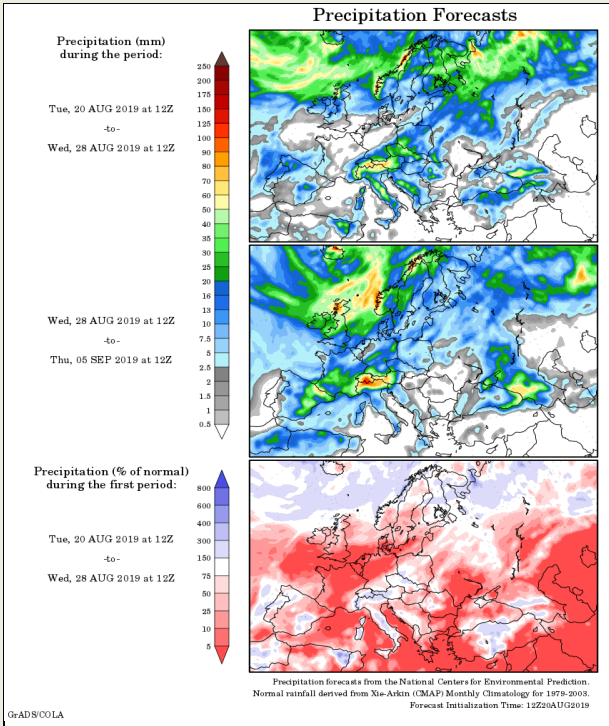 Precipitation Forecasts
Precipitation (mm)
during the period:
Tue, 20 AUG 2019 at 12Z
-to-
Wed, 28 AUG 2019 at 12Z
250
200
175
150
125
100
90
80
70
60
50
40
35
30
25
20
16
13
10
7.5
5
2.5
2
1.5
1
0.5
Wed, 28 AUG 2019 at 12Z
-to-
Thu, 05 SEP 2019 at 12Z
Precipitation (% of normal)
during the first period:
Tue, 20 AUG 2019 at 12Z
-to-
Wed, 28 AUG 2019 at 12Z
800
600
400
300
150
75
50
25
10
5
Precipitation forecasts from the National Centers for Environmental Prediction.
Normal rainfall derived from Xie-Arkin (CMAP) Monthly Climatology for 1979-2003.
Forecast Initialization Time: 12Z20AUG2019
GrADS/COLA